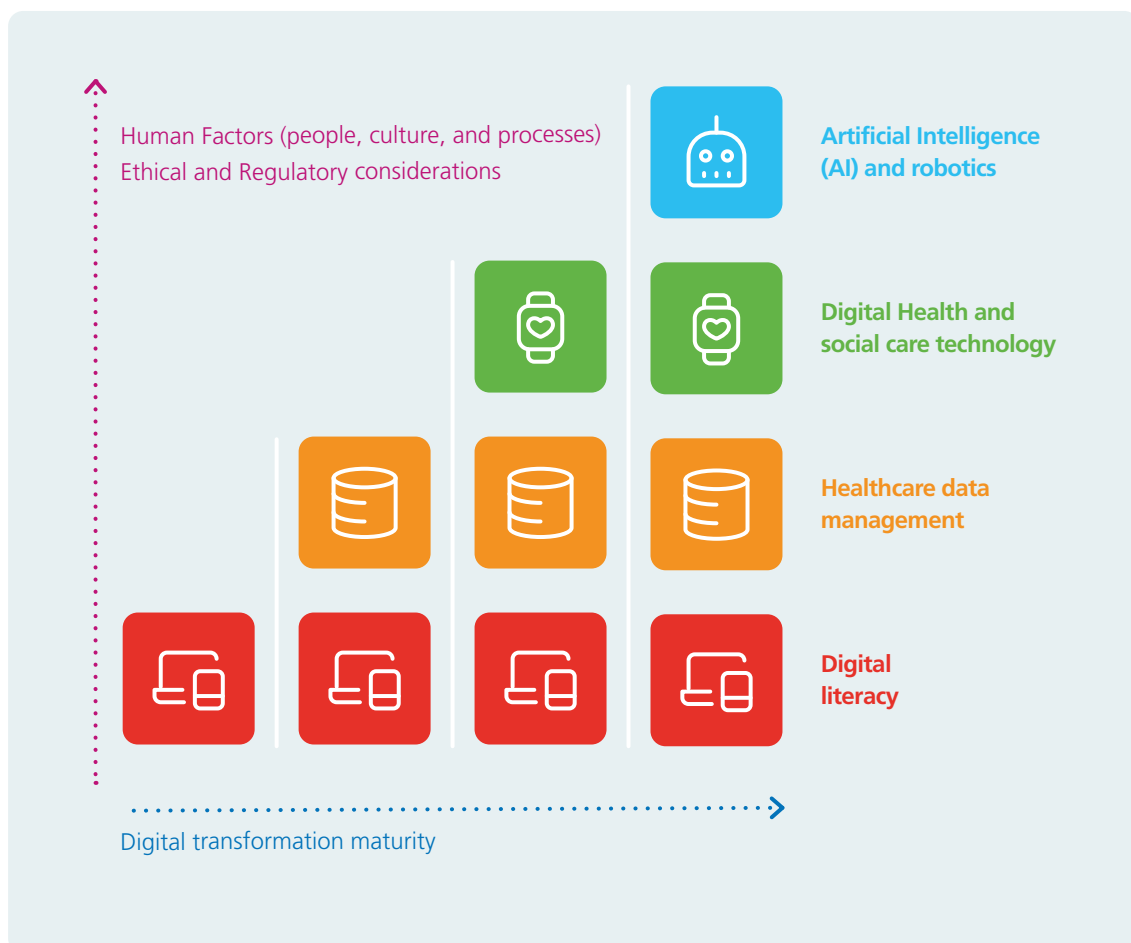 Human Factors (people, culture, and processes)
Ethical and Regulatory considerations
Artificial Intelligence
(AI) and robotics
Digital Health and
social care technology
Healthcare data
management
Digital
literacy
Digital transformation maturity